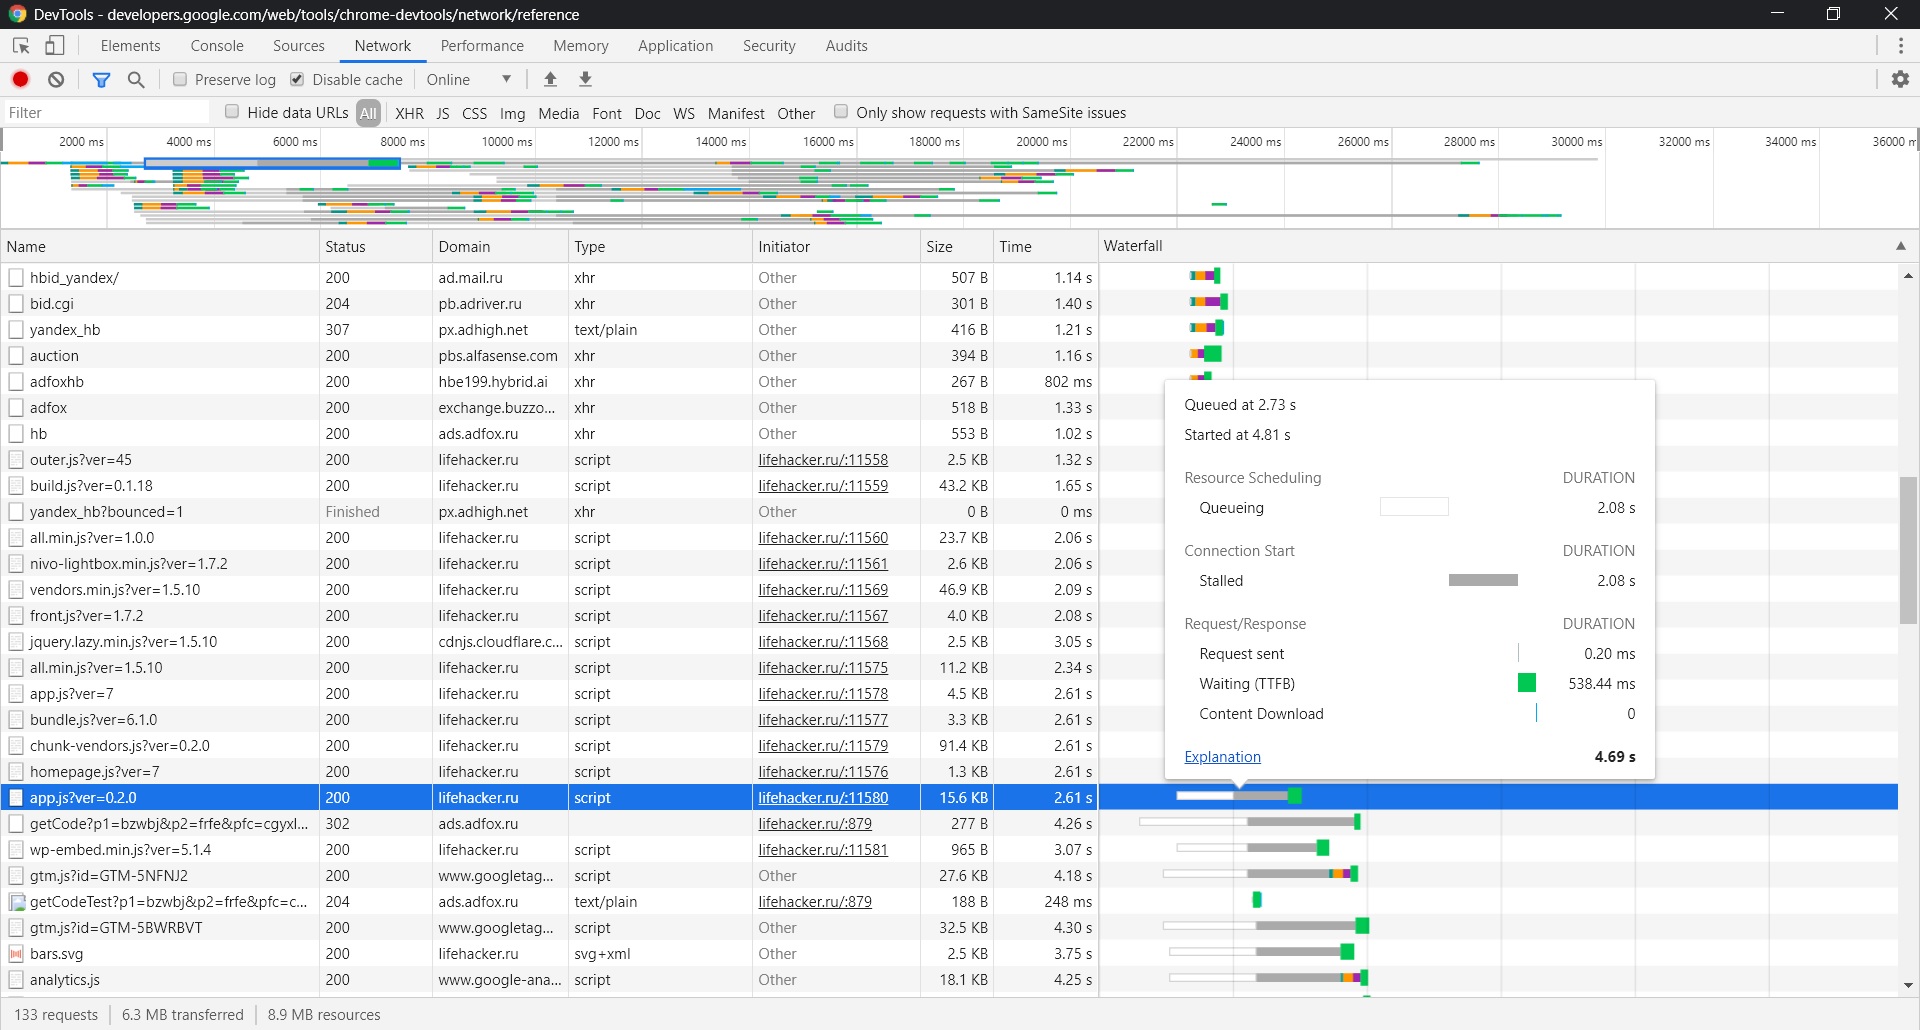 DevTools - developers.google.com/web/tools/chrome-devtools/network/reference
Elements Console Sources Network Performance Memory Application Security Audits
Preserve log Disable cache Online
Filter Hide data URLs All XHR JS CSS Img Media Font Doc WS Manifest Other Only show requests with SameSite issues
2000 ms 4000 ms 6000 ms 8000 ms 10000 ms 12000 ms 14000 ms 16000 ms 18000 ms 20000 ms 22000 ms 24000 ms 26000 ms 28000 ms 30000 ms 32000 ms 34000 ms 36000 m
Name Status Domain Type Initiator Size Time Waterfall
hbid_yandex/ 200 ad.mail.ru xhr Other 507 B 1.14 s
bid.cgi 204 pb.adriver.ru xhr Other 301 B 1.40 s
yandex_hb 307 px.adhigh.net text/plain Other 416 B 1.21 s
auction 200 pbs.alfasense.com xhr Other 394 B 1.16 s
adfoxhb 200 hbe199.hybrid.ai xhr Other 267 B 802 ms
adfox 200 exchange.buzzo... xhr Other 518 B 1.33 s
hb 200 ads.adfox.ru xhr Other 553 B 1.02 s
outer.js?ver=45 200 lifehacker.ru script lifehacker.ru/:11558 2.5 KB 1.32 s
build.js?ver=0.1.18 200 lifehacker.ru script lifehacker.ru/:11559 43.2 KB 1.65 s
yandex_hb?bounced=1 Finished px.adhigh.net xhr Other 0 B 0 ms
all.min.js?ver=1.0.0 200 lifehacker.ru script lifehacker.ru/:11560 23.7 KB 2.06 s
nivo-lightbox.min.js?ver=1.7.2 200 lifehacker.ru script lifehacker.ru/:11561 2.6 KB 2.06 s
vendors.min.js?ver=1.5.10 200 lifehacker.ru script lifehacker.ru/:11569 46.9 KB 2.09 s
front.js?ver=1.7.2 200 lifehacker.ru script lifehacker.ru/:11567 4.0 KB 2.08 s
jquery.lazy.min.js?ver=1.5.10 200 cdnjs.cloudflare.c... script lifehacker.ru/:11568 2.5 KB 3.05 s
all.min.js?ver=1.5.10 200 lifehacker.ru script lifehacker.ru/:11575 11.2 KB 2.34 s
app.js?ver=7 200 lifehacker.ru script lifehacker.ru/:11578 4.5 KB 2.61 s
bundle.js?ver=6.1.0 200 lifehacker.ru script lifehacker.ru/:11577 3.3 KB 2.61 s
chunk-vendors.js?ver=0.2.0 200 lifehacker.ru script lifehacker.ru/:11579 91.4 KB 2.61 s
homepage.js?ver=7 200 lifehacker.ru script lifehacker.ru/:11576 1.3 KB 2.61 s
app.js?ver=0.2.0 200 lifehacker.ru script lifehacker.ru/:11580 15.6 KB 2.61 s
getCode?p1=bzwbj&p2=frfe&pfc=cgyxl... 302 ads.adfox.ru lifehacker.ru/:879 277 B 4.26 s
wp-embed.min.js?ver=5.1.4 200 lifehacker.ru script lifehacker.ru/:11581 965 B 3.07 s
gtm.js?id=GTM-5NFNJ2 200 www.googletag... script Other 27.6 KB 4.18 s
getCodeTest?p1=bzwbj&p2=frfe&pfc=c... 204 ads.adfox.ru text/plain lifehacker.ru/:879 188 B 248 ms
gtm.js?id=GTM-5BWRBVT 200 www.googletag... script Other 32.5 KB 4.30 s
bars.svg 200 lifehacker.ru svg+xml Other 2.5 KB 3.75 s
analytics.js 200 www.google-ana... script Other 18.1 KB 4.25 s
Queued at 2.73 s
Started at 4.81 s
Resource Scheduling DURATION
Queueing 2.08 s
Connection Start DURATION
Stalled 2.08 s
Request/Response DURATION
Request sent 0.20 ms
Waiting (TTFB) 538.44 ms
Content Download 0
Explanation 4.69 s
133 requests 6.3 MB transferred 8.9 MB resources